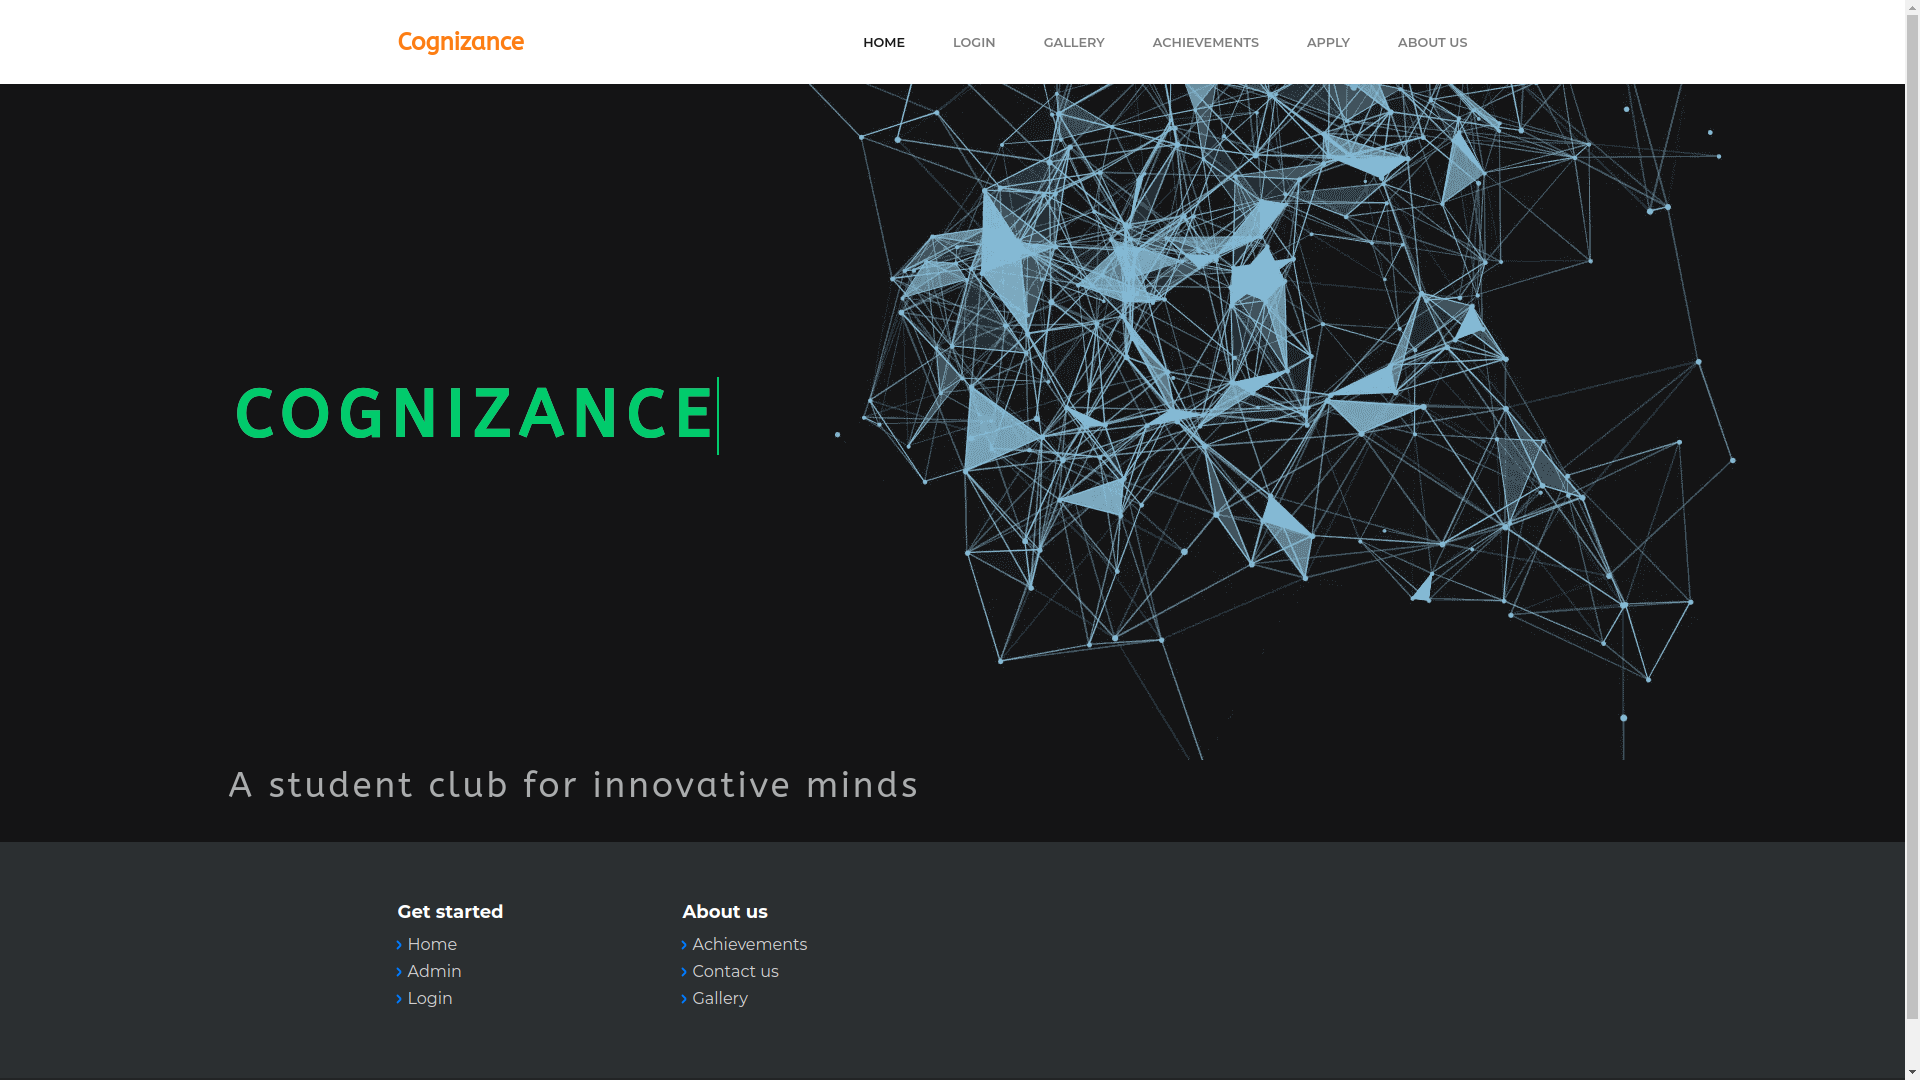 Cognizance
HOME LOGIN GALLERY ACHIEVEMENTS APPLY ABOUT US
COGNIZANCE
A student club for innovative minds
Get started
Home
Admin
Login
About us
Achievements
Contact us
Gallery